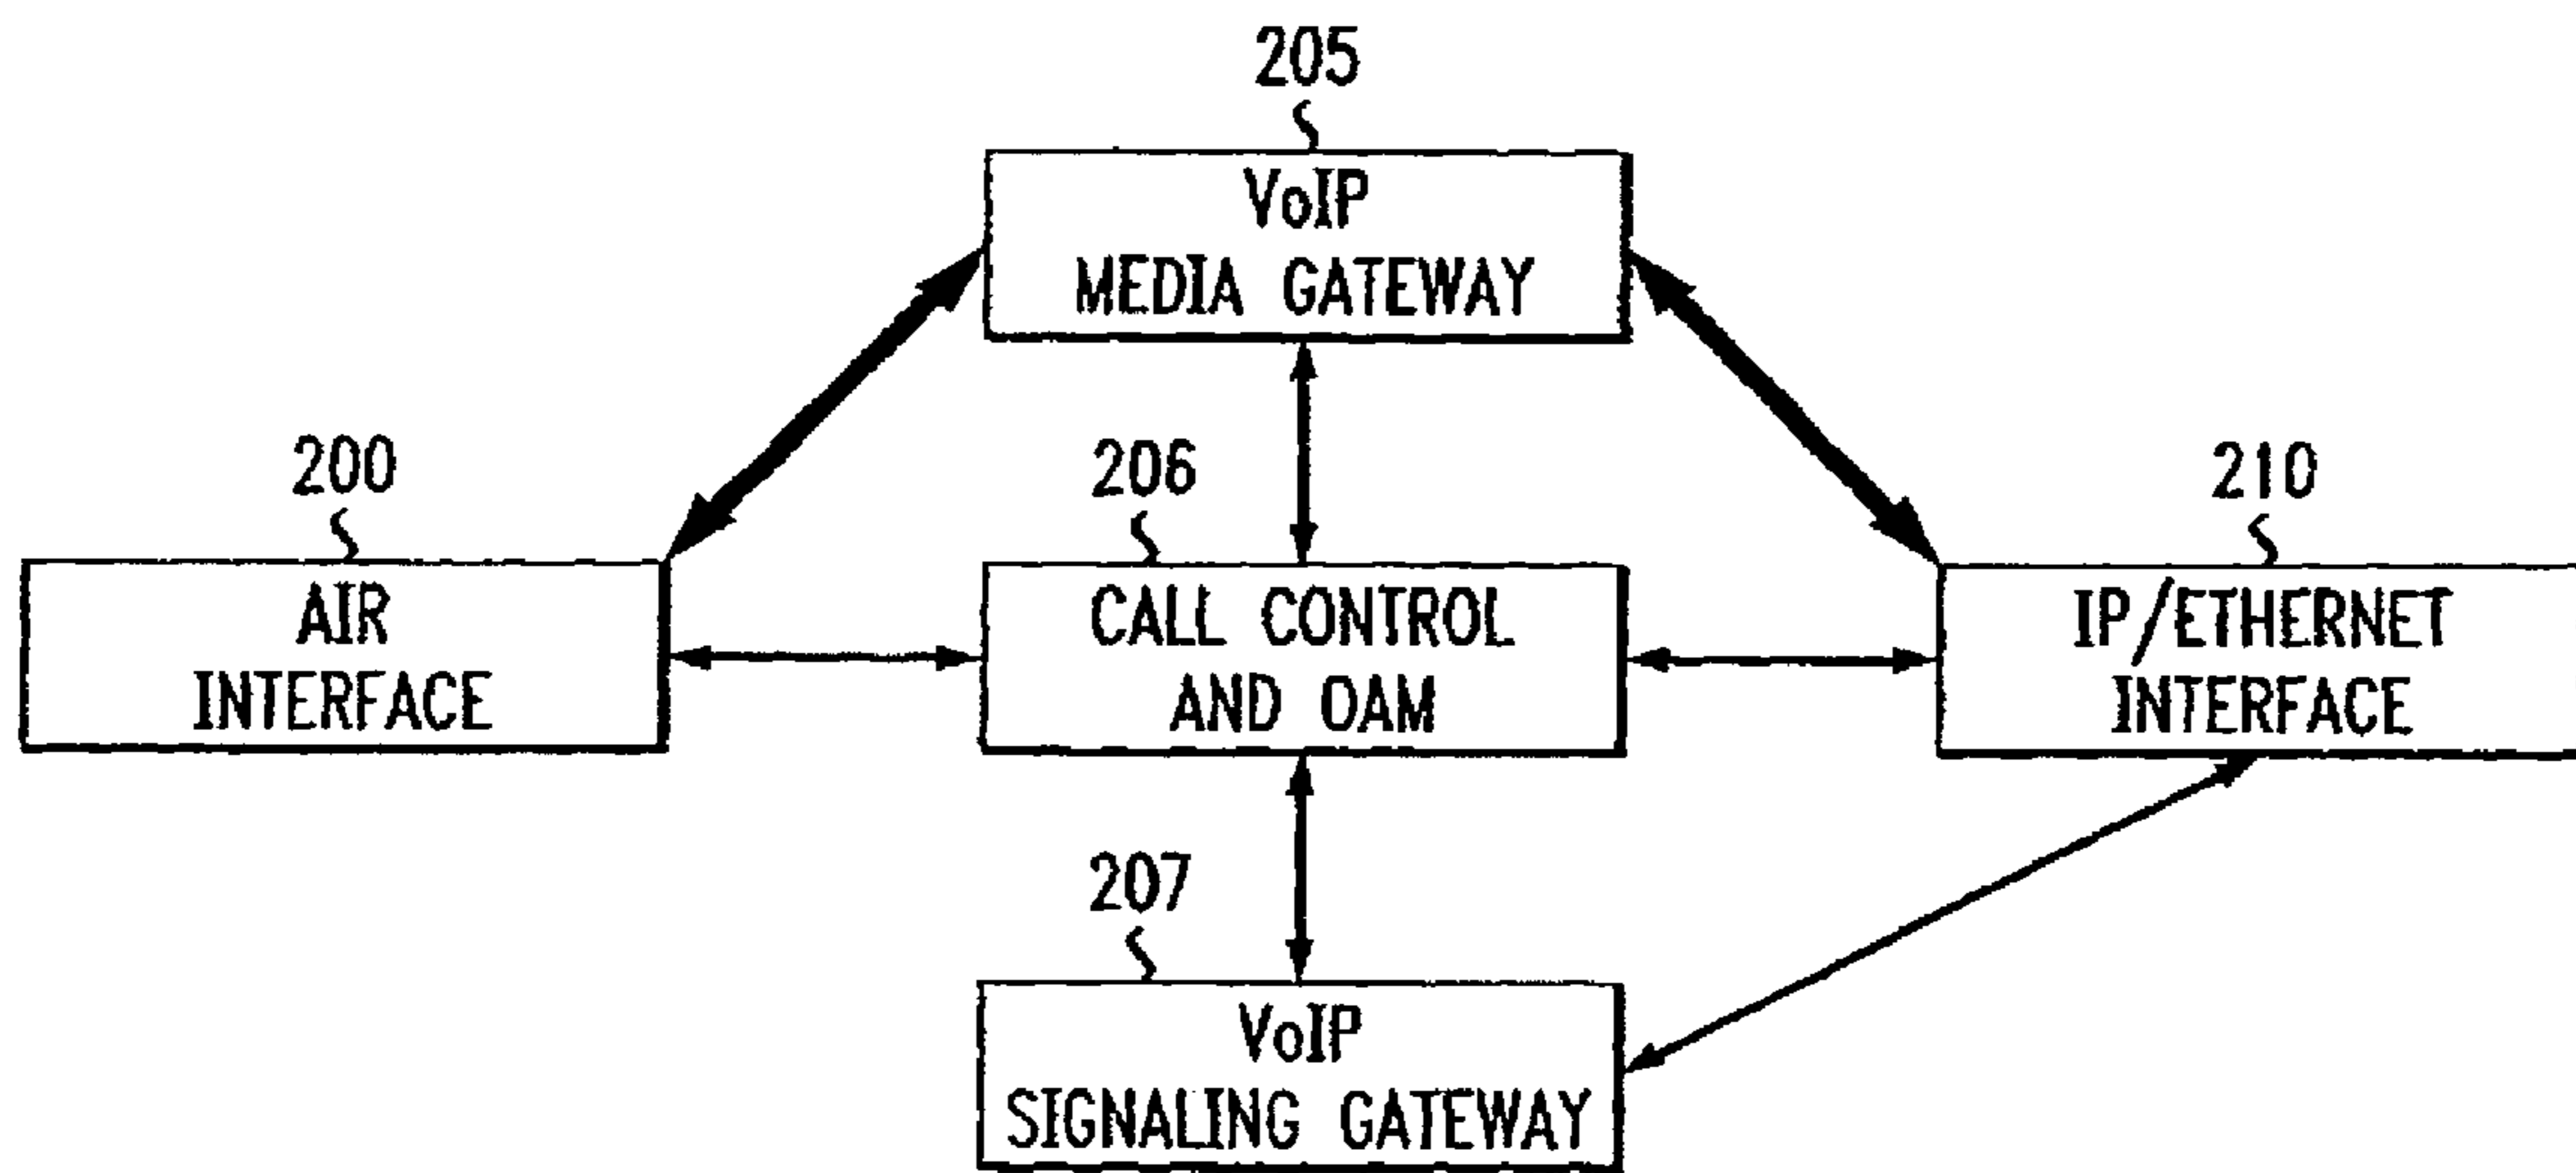 205
VoIP
MEDIA GATEWAY
200
AIR
INTERFACE
206
CALL CONTROL
AND OAM
210
IP/ETHERNET
INTERFACE
207
VoIP
SIGNALING GATEWAY